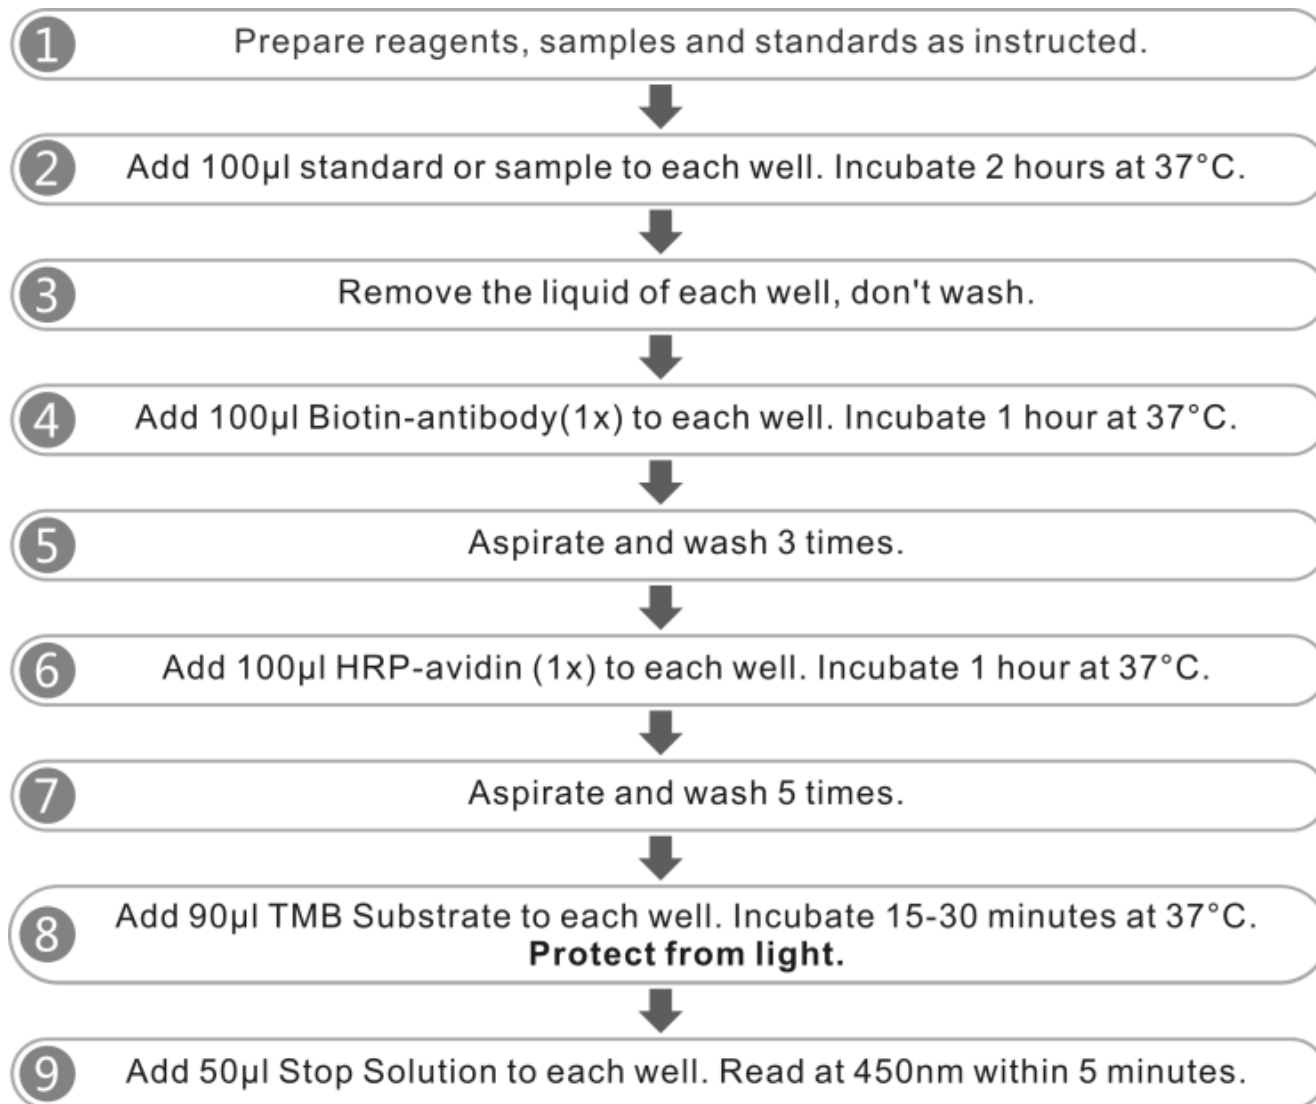 1 Prepare reagents, samples and standards as instructed.
2 Add 100μl standard or sample to each well. Incubate 2 hours at 37°C.
3 Remove the liquid of each well, don't wash.
4 Add 100μl Biotin-antibody(1x) to each well. Incubate 1 hour at 37°C.
5 Aspirate and wash 3 times.
6 Add 100μl HRP-avidin (1x) to each well. Incubate 1 hour at 37°C.
7 Aspirate and wash 5 times.
8 Add 90μl TMB Substrate to each well. Incubate 15-30 minutes at 37°C.
Protect from light.
9 Add 50μl Stop Solution to each well. Read at 450nm within 5 minutes.